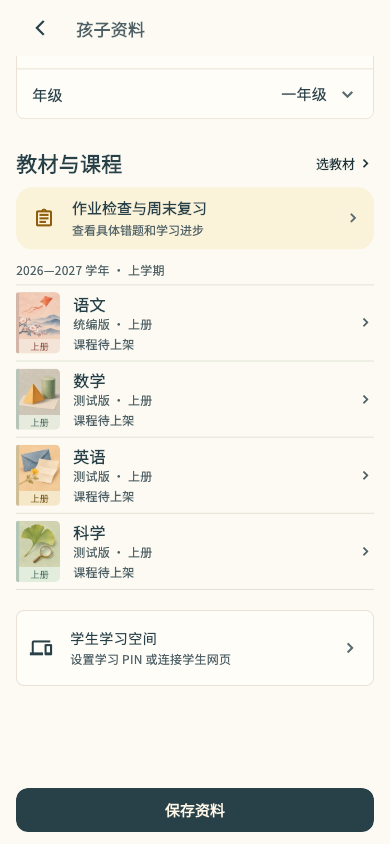 孩子资料
年级
一年级
教材与课程
选教材
作业检查与周末复习
查看具体错题和学习进步
2026—2027 学年 · 上学期
语文
统编版 · 上册
课程待上架
上册
数学
测试版 · 上册
课程待上架
上册
英语
测试版 · 上册
课程待上架
上册
科学
测试版 · 上册
课程待上架
上册
学生学习空间
设置学习 PIN 或连接学生网页
保存资料